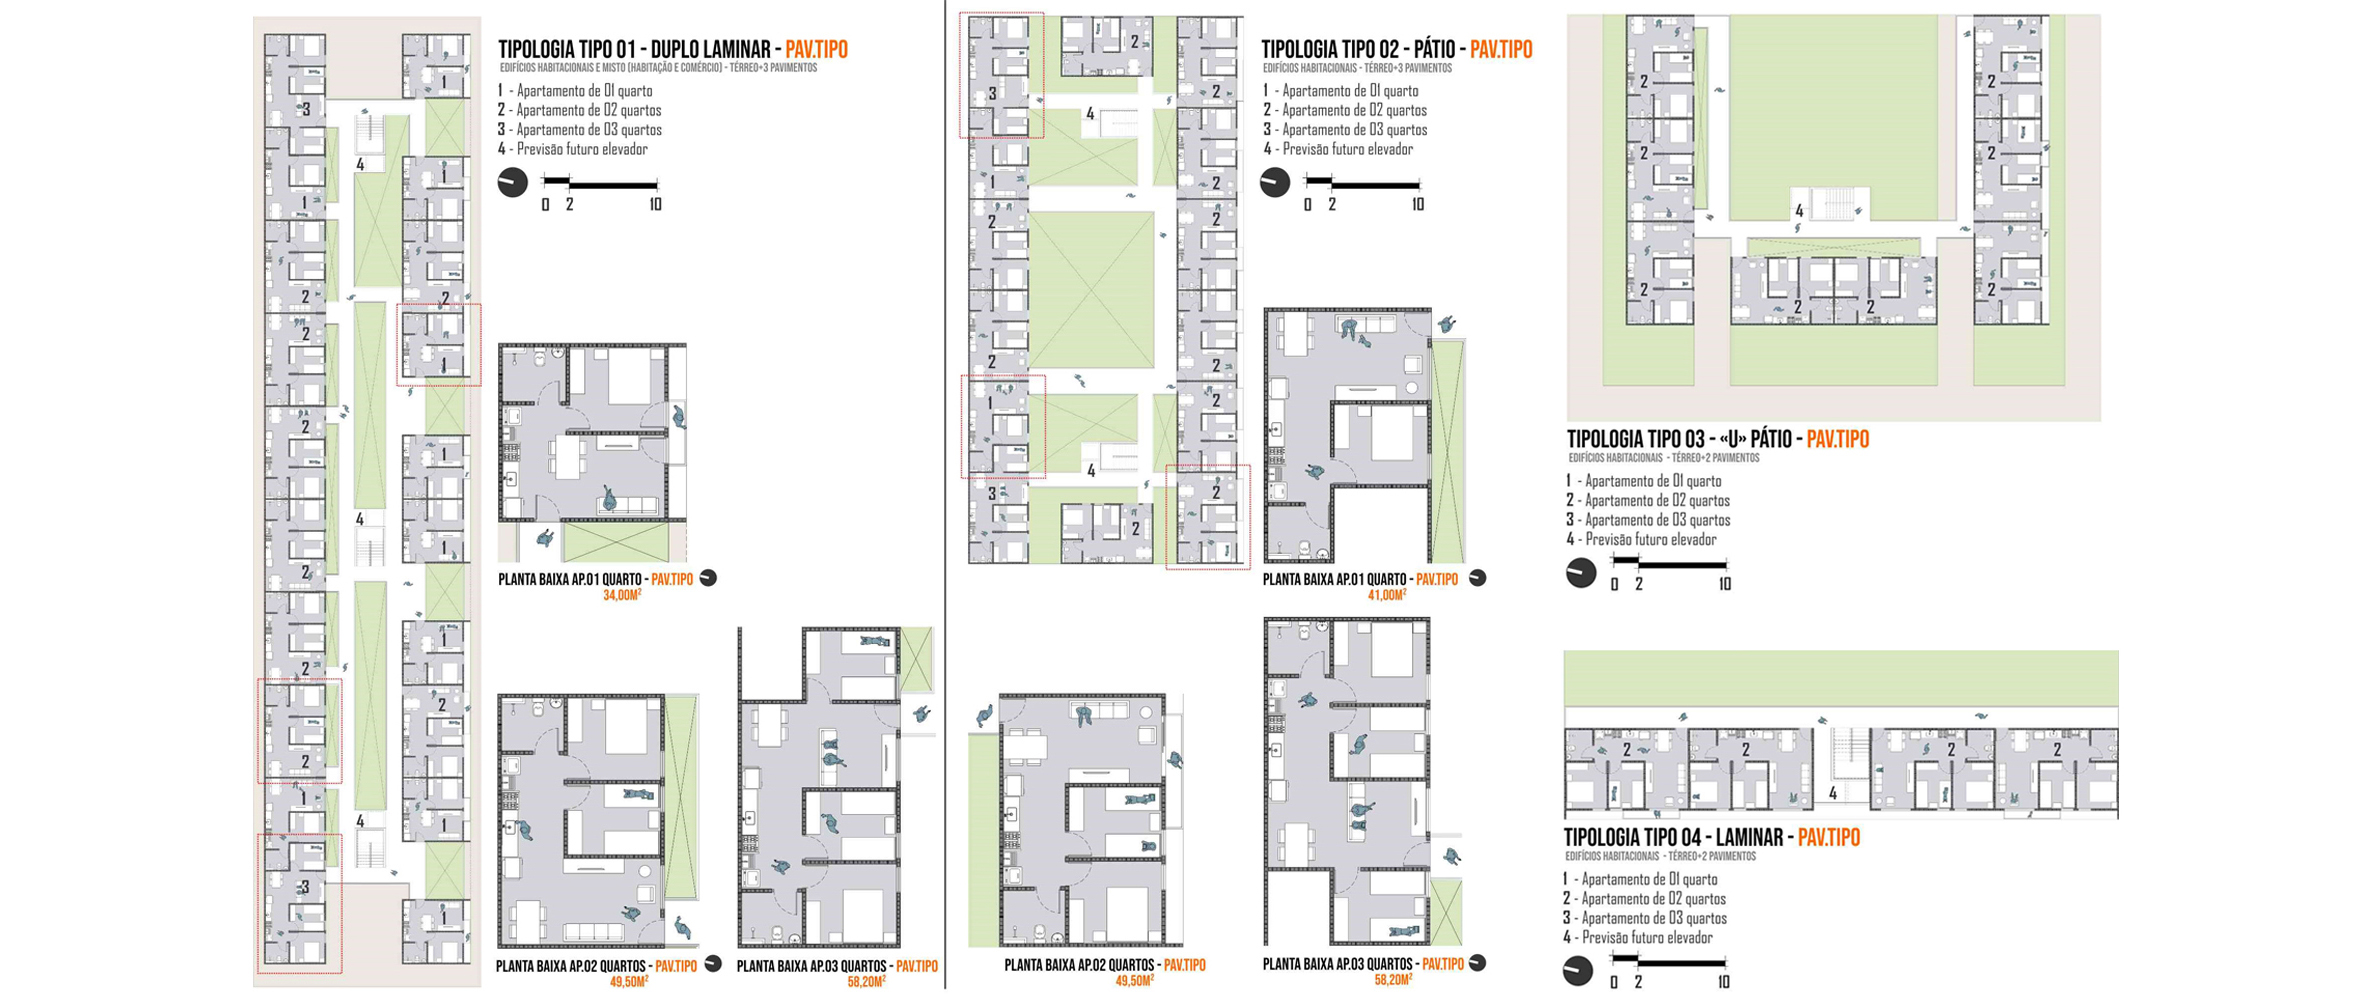 TIPOLOGIA TIPO 01 - DUPLO LAMINAR - PAV.TIPO
EDIFÍCIOS HABITACIONAIS E MISTO (HABITAÇÃO E COMÉRCIO) - TÉRREO+3 PAVIMENTOS
1 - Apartamento de 01 quarto
2 - Apartamento de 02 quartos
3 - Apartamento de 03 quartos
4 - Previsão futuro elevador
0 2 10
3
1
4
1
1
2
2
2
1
2
1
4
1
2
1
2
2
2
1
4
1
3
1
PLANTA BAIXA AP.01 QUARTO - PAV.TIPO
34,00M²
PLANTA BAIXA AP.02 QUARTOS - PAV.TIPO
49,50M²
PLANTA BAIXA AP.03 QUARTOS - PAV.TIPO
58,20M²
TIPOLOGIA TIPO 02 - PÁTIO - PAV.TIPO
EDIFÍCIOS HABITACIONAIS - TÉRREO+3 PAVIMENTOS
1 - Apartamento de 01 quarto
2 - Apartamento de 02 quartos
3 - Apartamento de 03 quartos
4 - Previsão futuro elevador
0 2 10
2
3
2
4
1
2
2
2
2
2
1
2
4
3
2
2
PLANTA BAIXA AP.01 QUARTO - PAV.TIPO
41,00M²
PLANTA BAIXA AP.02 QUARTOS - PAV.TIPO
49,50M²
PLANTA BAIXA AP.03 QUARTOS - PAV.TIPO
58,20M²
2
2
2
2
4
2
2
2
2
TIPOLOGIA TIPO 03 - «U» PÁTIO - PAV.TIPO
EDIFÍCIOS HABITACIONAIS - TÉRREO+2 PAVIMENTOS
1 - Apartamento de 01 quarto
2 - Apartamento de 02 quartos
3 - Apartamento de 03 quartos
4 - Previsão futuro elevador
0 2 10
2
2
2
2
4
TIPOLOGIA TIPO 04 - LAMINAR - PAV.TIPO
EDIFÍCIOS HABITACIONAIS - TÉRREO+2 PAVIMENTOS
1 - Apartamento de 01 quarto
2 - Apartamento de 02 quartos
3 - Apartamento de 03 quartos
4 - Previsão futuro elevador
0 2 10